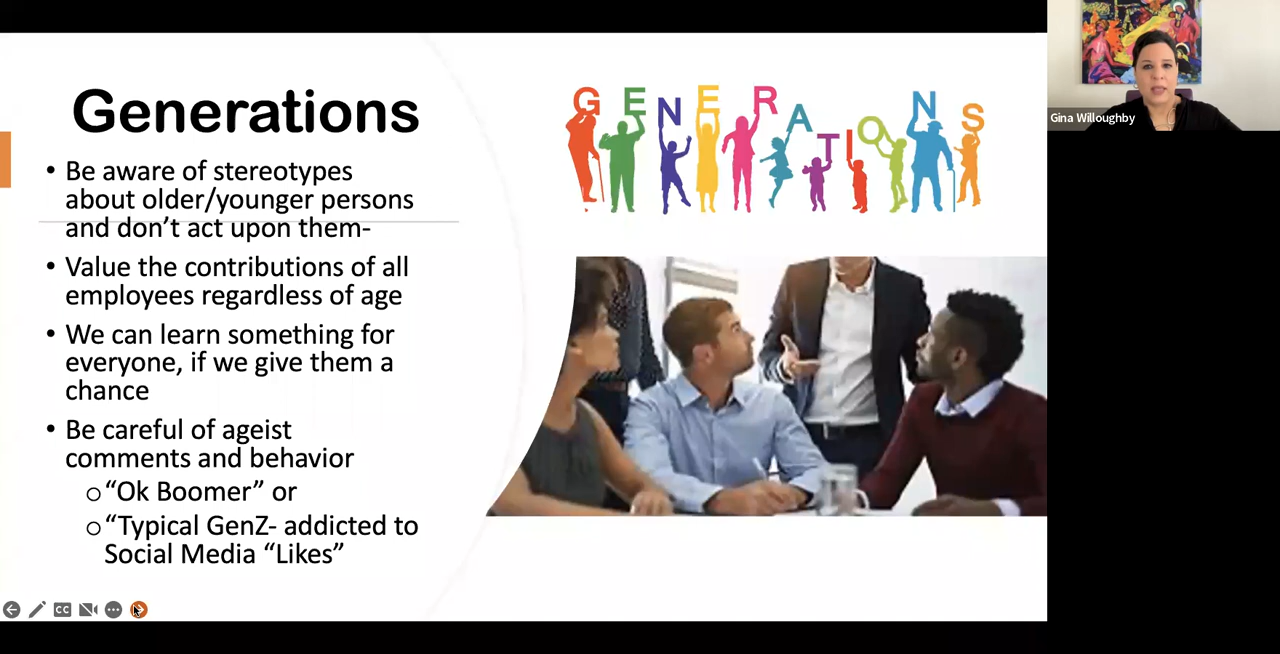 Generations
• Be aware of stereotypes
about older/younger persons
and don’t act upon them-
• Value the contributions of all
employees regardless of age
• We can learn something for
everyone, if we give them a
chance
• Be careful of ageist
comments and behavior
○“Ok Boomer” or
○“Typical GenZ- addicted to
Social Media “Likes”
GENERATIONS
Gina Willoughby
CC